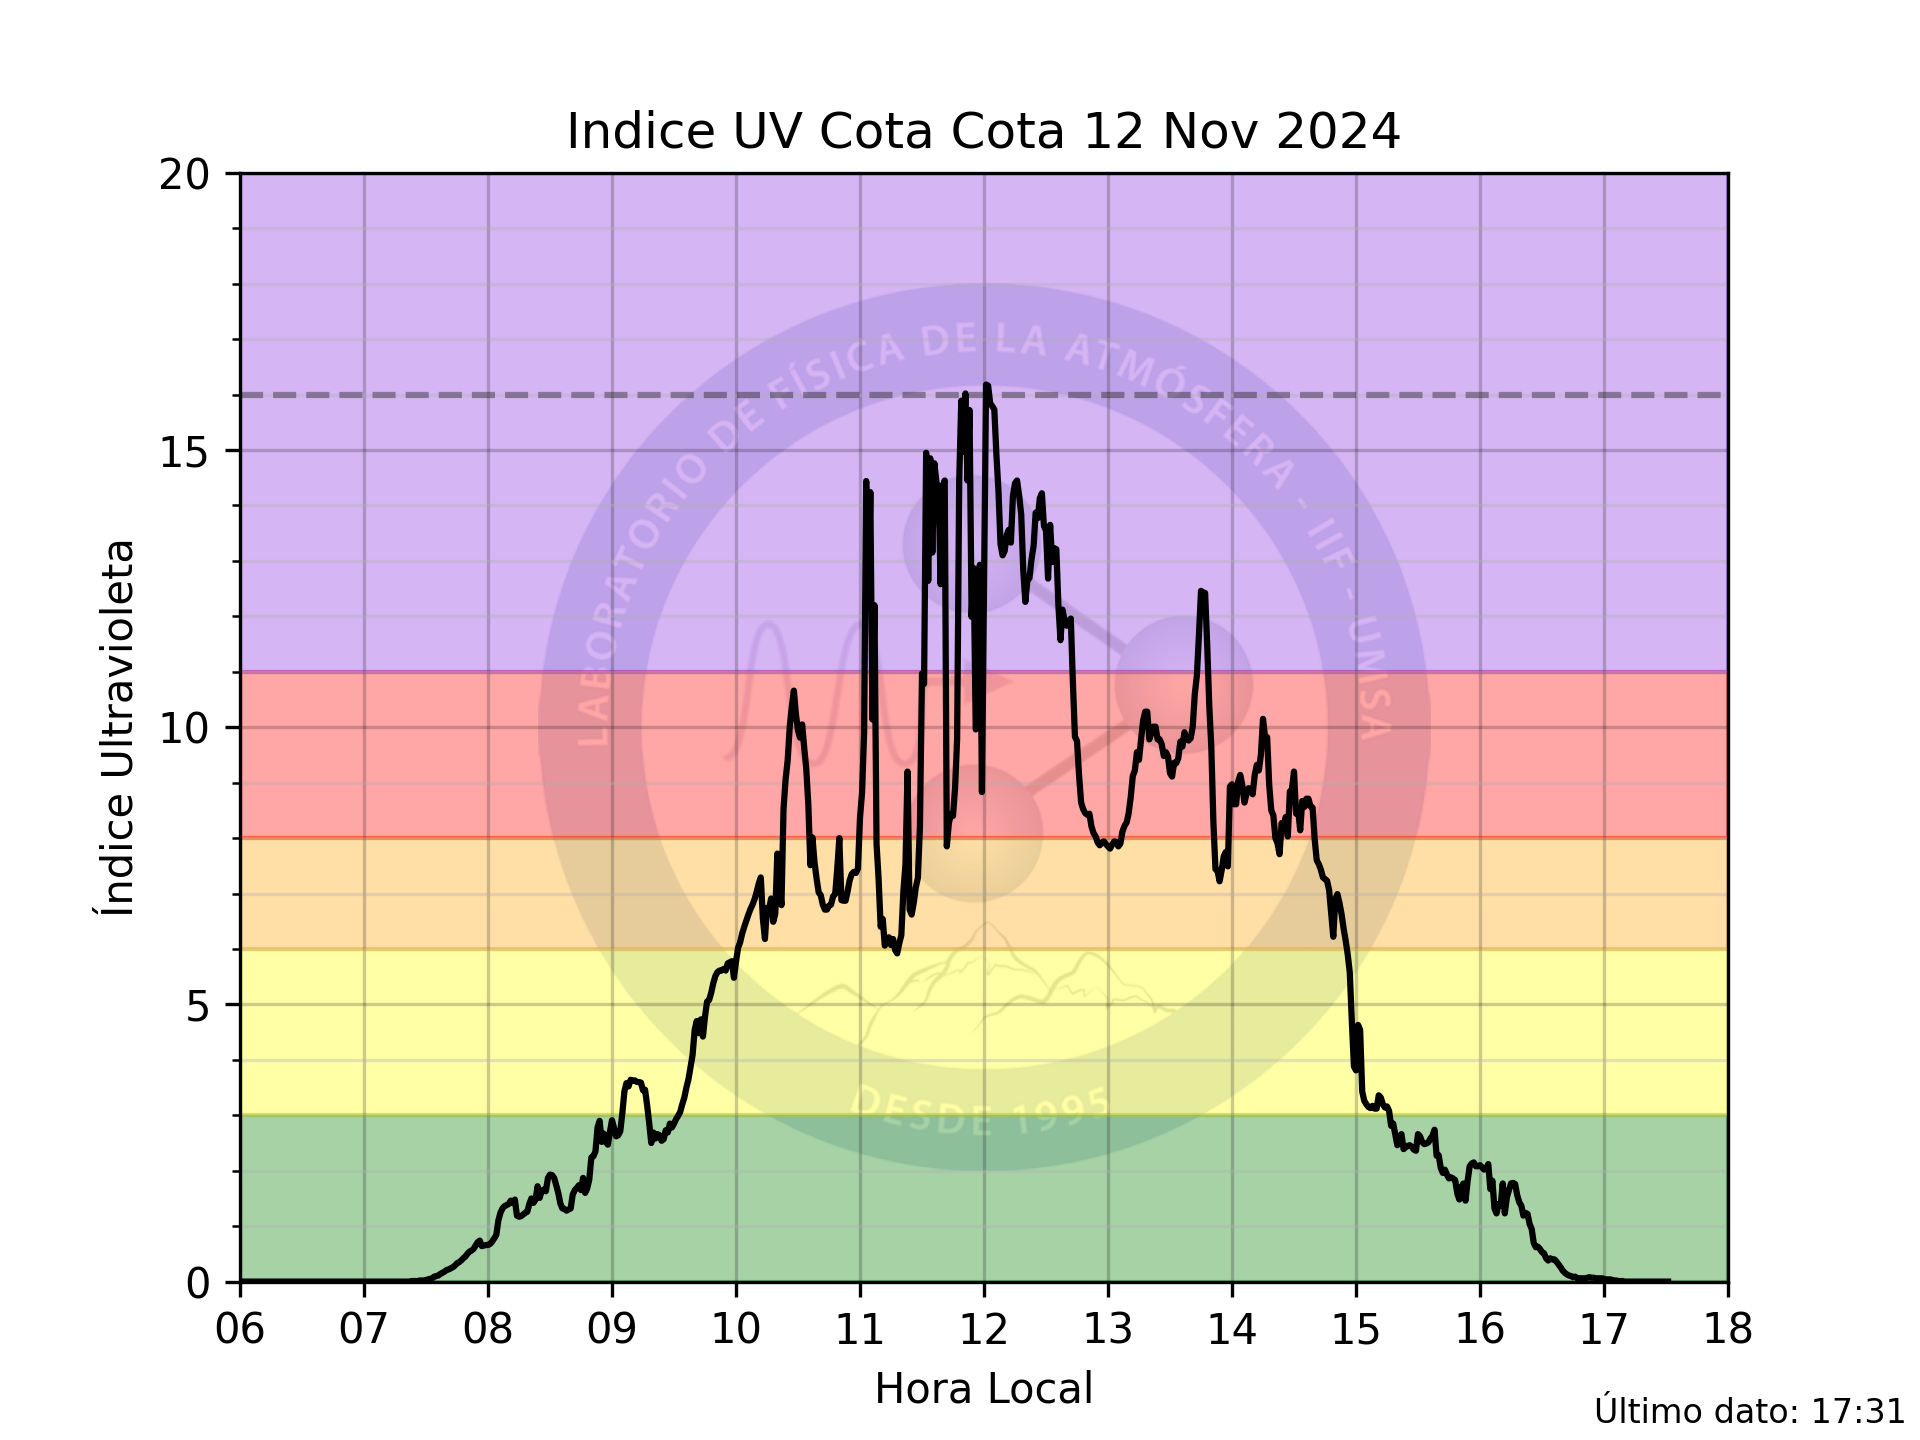 Indice UV Cota Cota 12 Nov 2024
20
15
10
5
0
Índice Ultravioleta
LABORATORIO DE FÍSICA DE LA ATMÓSFERA - IIF - UMSA
DESDE 1995
06 07 08 09 10 11 12 13 14 15 16 17 18
Hora Local
Último dato: 17:31